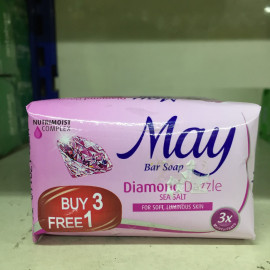 NUTRIMOIST
COMPLEX
May
Bar Soap
Diamond Dazzle
SEA SALT
FOR SOFT, LUMINOUS SKIN
BUY 3
FREE 1
3x